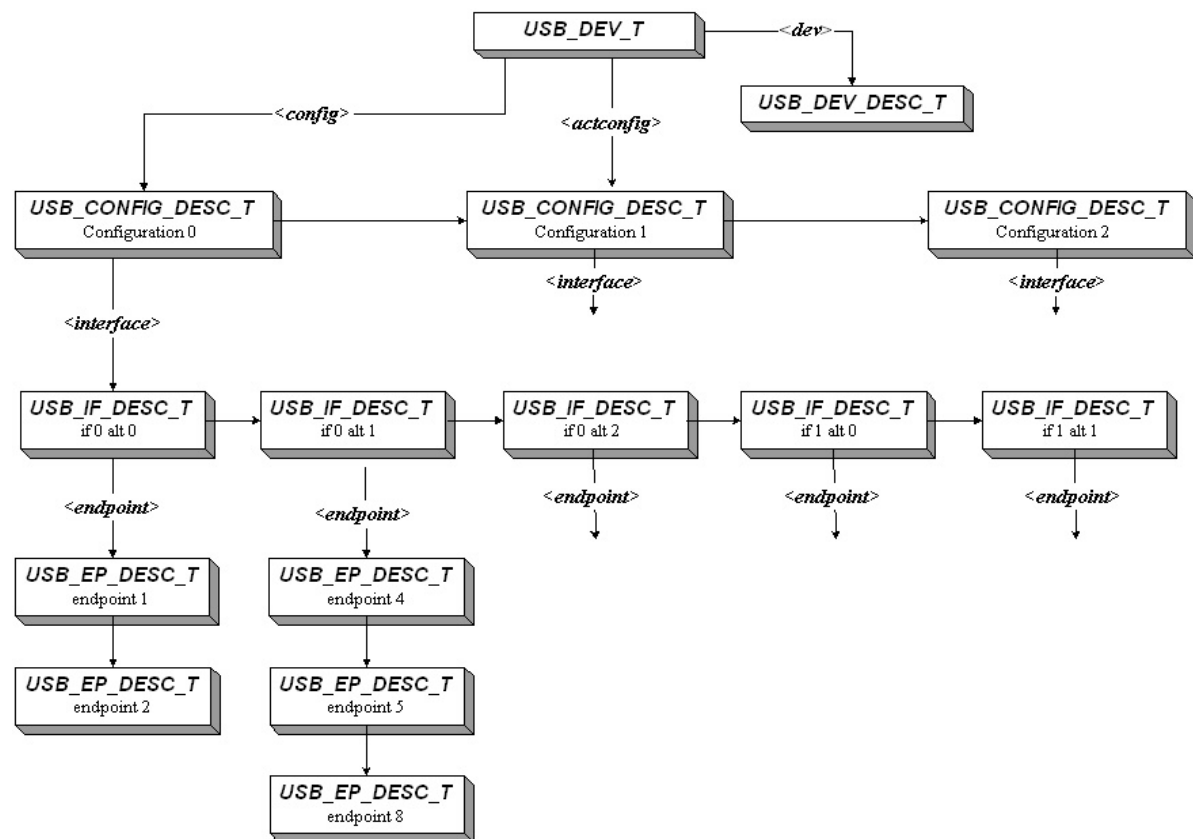 USB_DEV_T
<dev>
USB_DEV_DESC_T
<config>
<actconfig>
USB_CONFIG_DESC_T
Configuration 0
USB_CONFIG_DESC_T
Configuration 1
USB_CONFIG_DESC_T
Configuration 2
<interface>
<interface>
<interface>
USB_IF_DESC_T
if 0 alt 0
USB_IF_DESC_T
if 0 alt 1
USB_IF_DESC_T
if 0 alt 2
USB_IF_DESC_T
if 1 alt 0
USB_IF_DESC_T
if 1 alt 1
<endpoint>
<endpoint>
<endpoint>
<endpoint>
<endpoint>
USB_EP_DESC_T
endpoint 1
USB_EP_DESC_T
endpoint 4
USB_EP_DESC_T
endpoint 2
USB_EP_DESC_T
endpoint 5
USB_EP_DESC_T
endpoint 8